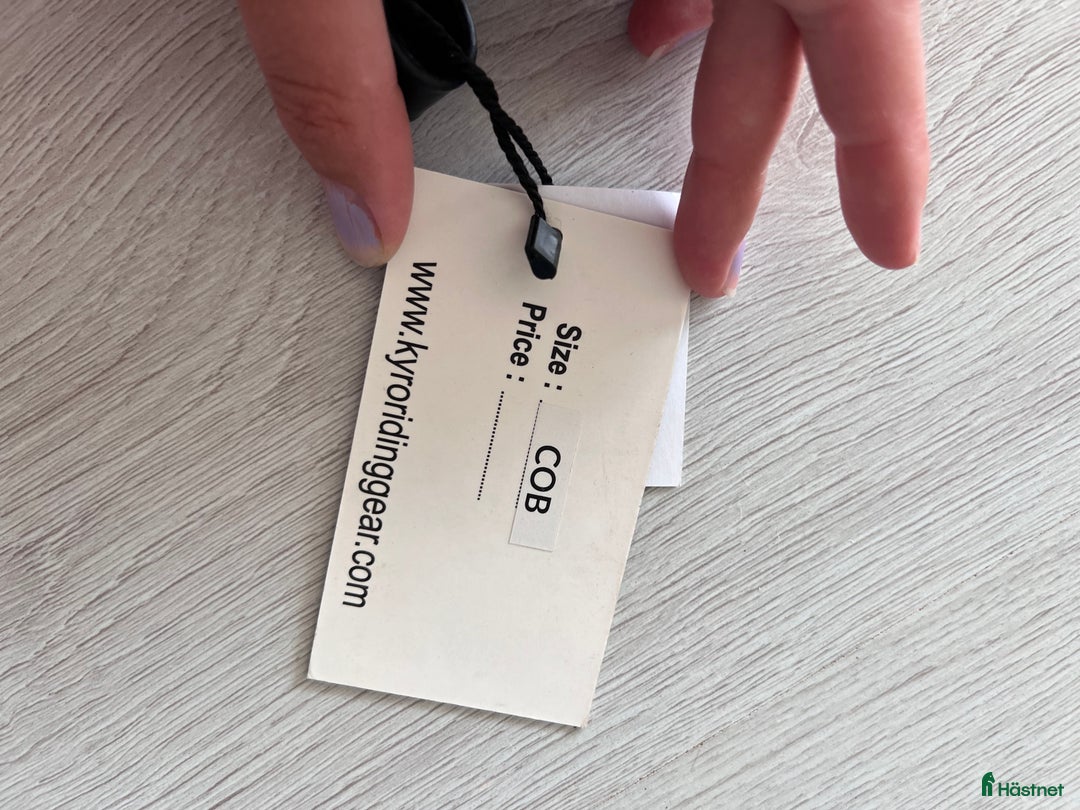 Size : COB
Price : ....................
www.kyroridinggear.com
Hästnet